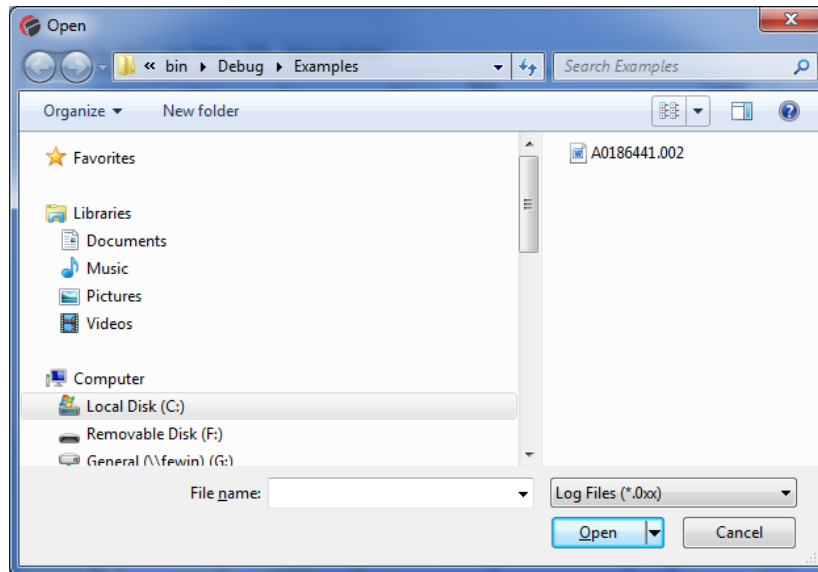 Open
« bin ▸ Debug ▸ Examples
Search Examples
Organize ▾ New folder
Favorites
A0186441.002
Libraries
Documents
Music
Pictures
Videos
Computer
Local Disk (C:)
Removable Disk (F:)
General (\\fewin) (G:)
File name:
Log Files (*.0xx)
Open
Cancel